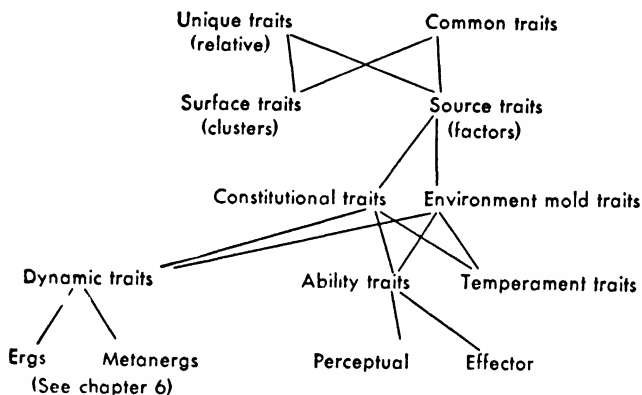 Unique traits
(relative)
Common traits
Surface traits
(clusters)
Source traits
(factors)
Constitutional traits
Environment mold traits
Dynamic traits
Ability traits
Temperament traits
Ergs
Metanergs
(See chapter 6)
Perceptual
Effector